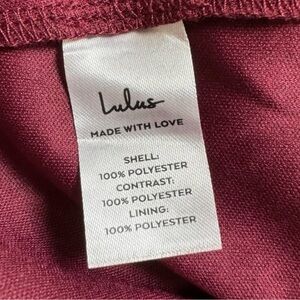 Lulus
MADE WITH LOVE
SHELL:
100% POLYESTER
CONTRAST:
100% POLYESTER
LINING:
100% POLYESTER